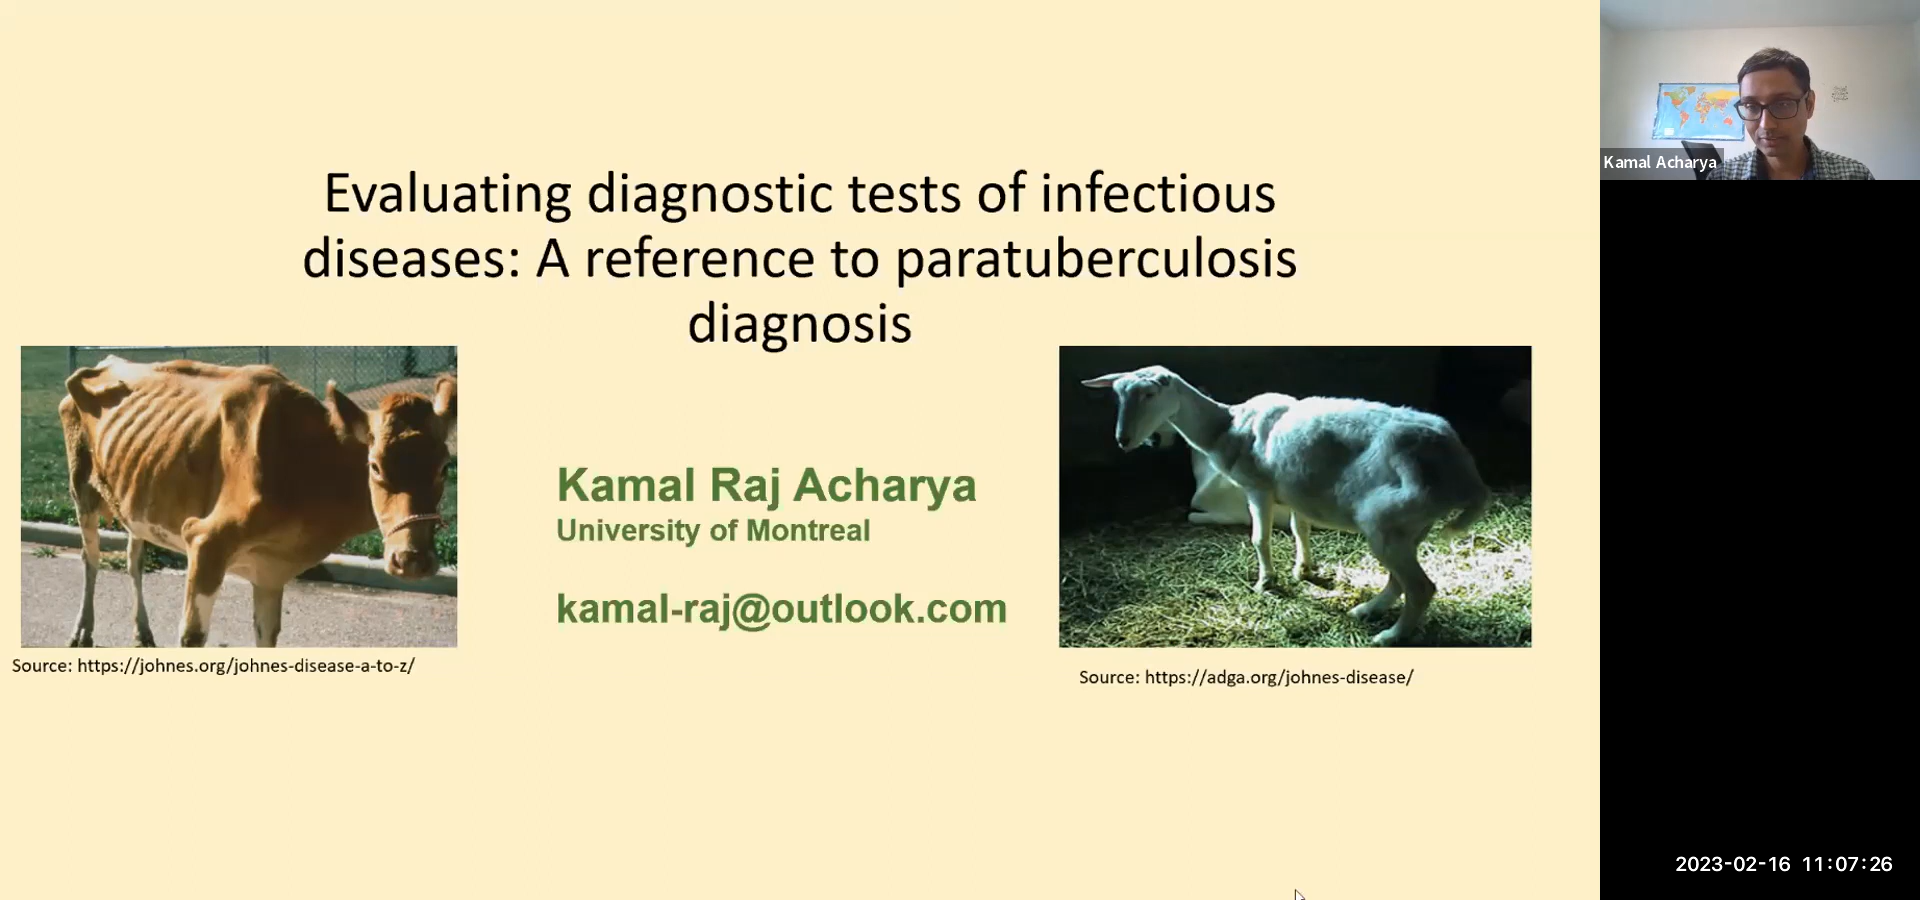 Evaluating diagnostic tests of infectious
diseases: A reference to paratuberculosis
diagnosis
Kamal Raj Acharya
University of Montreal
kamal-raj@outlook.com
Source: https://johnes.org/johnes-disease-a-to-z/
Source: https://adga.org/johnes-disease/
Kamal Acharya
2023-02-16 11:07:26